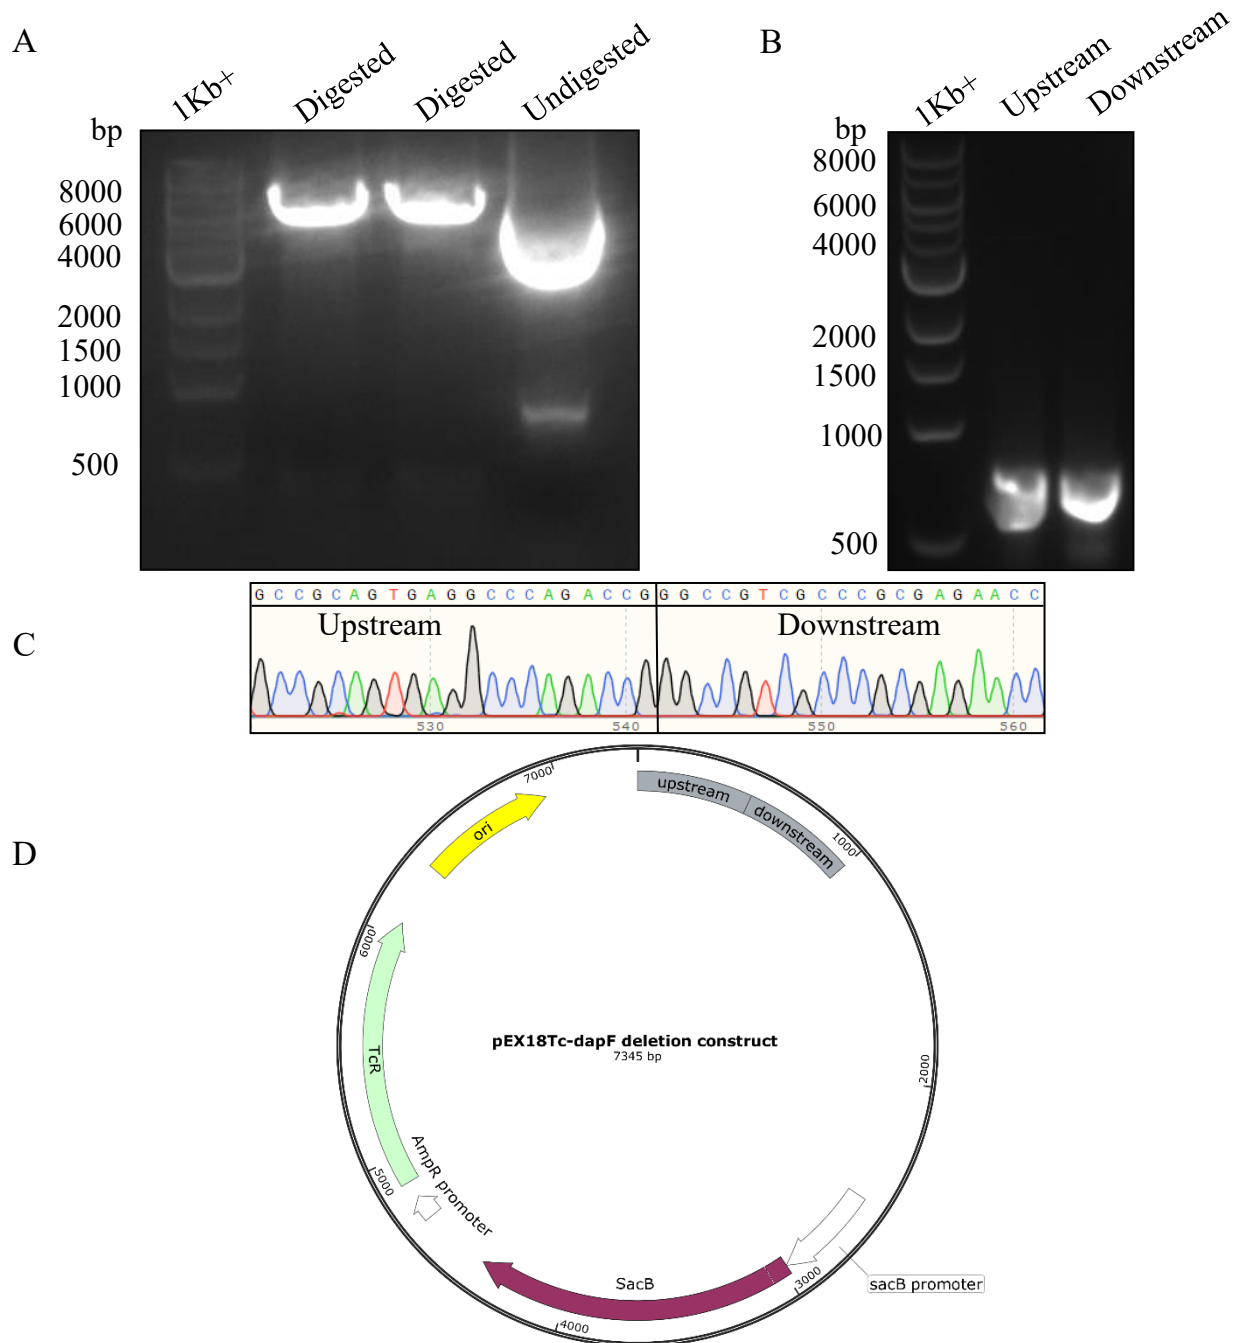 A
1Kb+
Digested
Digested
Undigested
bp
8000
6000
4000
2000
1500
1000
500
B
1Kb+
Upstream
Downstream
bp
8000
6000
4000
2000
1500
1000
500
C
GCCGCAGTGAGGCCCAGACCGGGCCGTCGCCCGCGAGAACC
Upstream
Downstream
530
540
550
560
D
7000
upstream
downstream
1000
ori
6000
TcR
pEX18Tc-dapF deletion construct
7345 bp
2000
5000
AmpR promoter
SacB
3000
sacB promoter
4000